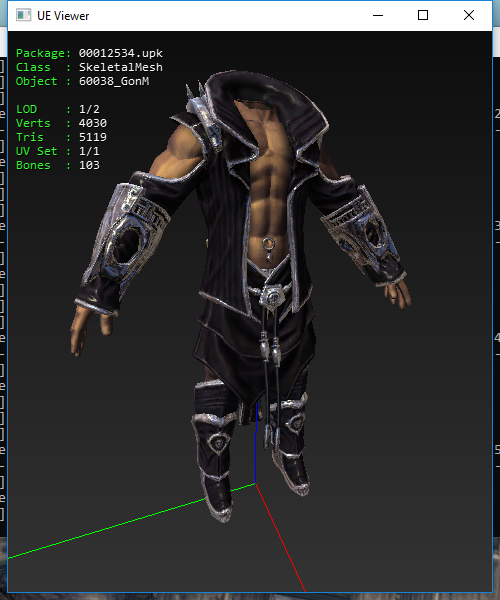 UE Viewer
Package: 00012534.upk
Class : SkeletalMesh
Object : 60038_GonM
LOD : 1/2
Verts : 4030
Tris : 5119
UV Set : 1/1
Bones : 103